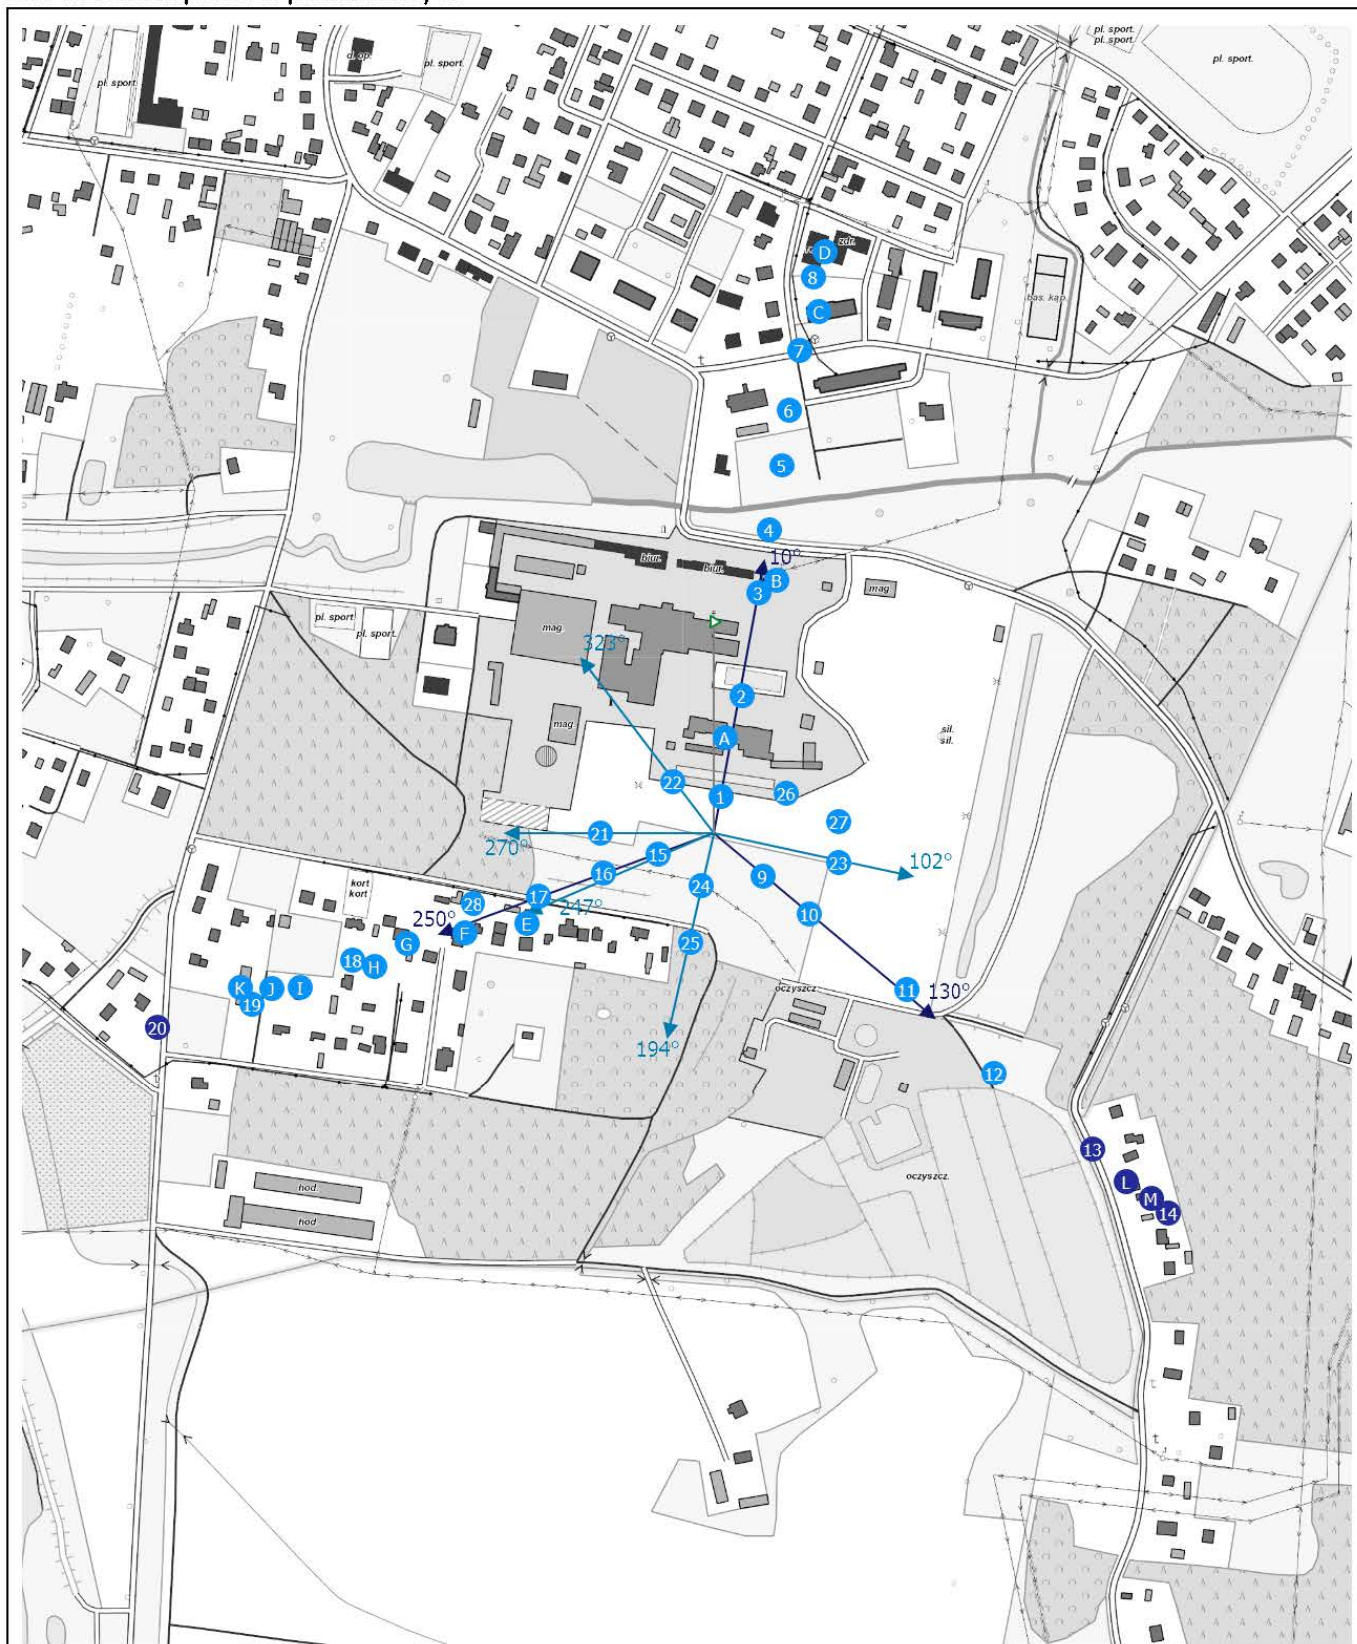 pl. sport.
pl. sport.
pl. sport.
d. op.
pl. sport.
pl. sport
zdr.
D
8
C
bas. kąp.
7
t
6
5
4
10°
biur.
biur.
B
3
mag
mag
pl. sport
pl. sport.
323°
2
mag.
A
sil.
sil.
22
1
26
27
21
270°
15
23
102°
16
9
24
kort
kort
17
28
247°
10
250°
E
F
G
25
18
H
K
J
I
19
oczyszcz.
11
130°
20
194°
t
t
12
13
oczyszcz.
L
M
14
hod.
hod
t
t